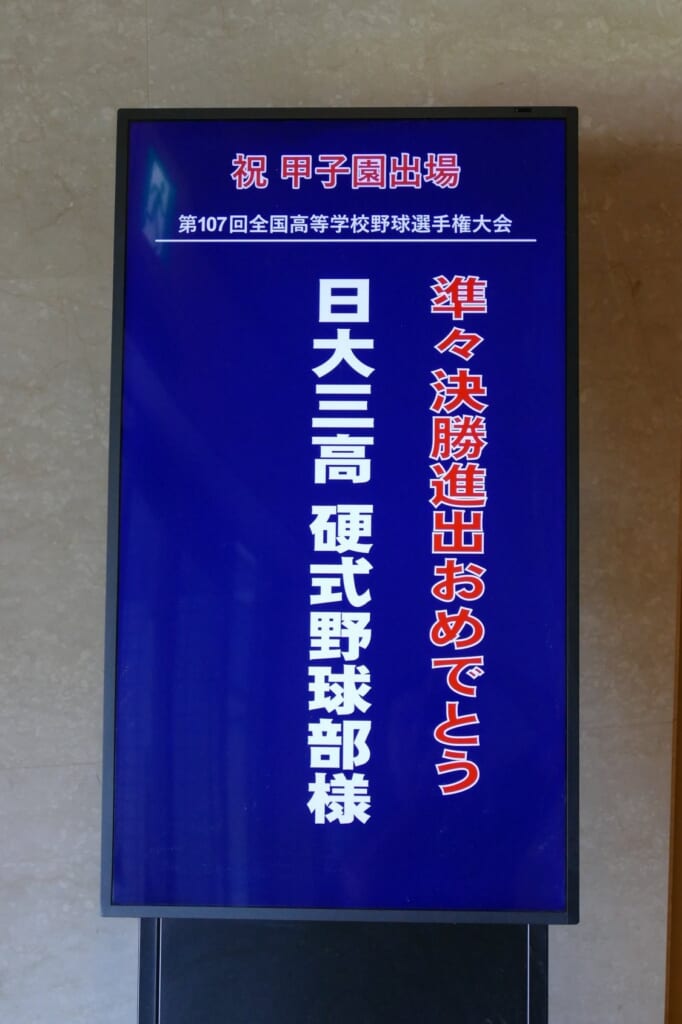 祝 甲子園出場
第107回全国高等学校野球選手権大会
準々決勝進出おめでとう
日大三高 硬式野球部様